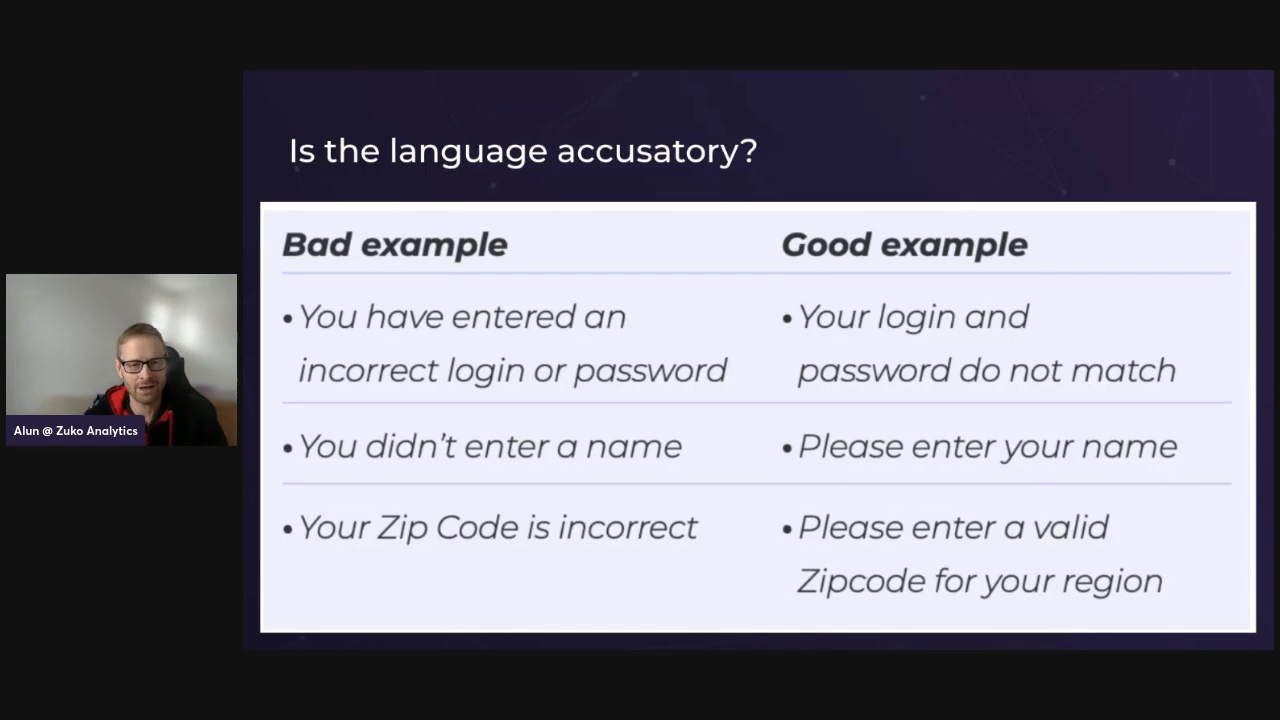 Is the language accusatory?
Bad example
Good example
• You have entered an
incorrect login or password
• Your login and
password do not match
• You didn’t enter a name
• Please enter your name
• Your Zip Code is incorrect
• Please enter a valid
Zipcode for your region
Alun @ Zuko Analytics